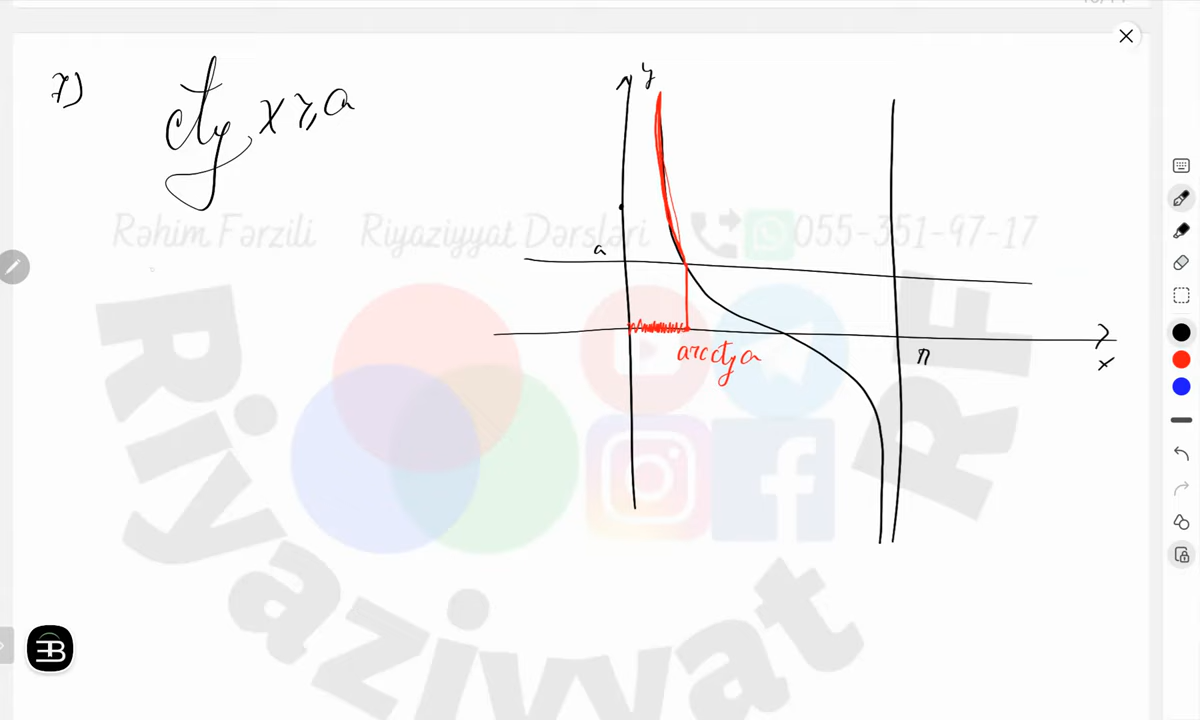 7) ctg x ≥ a
y
a
arcctg a
π
x
Rəhim Fərzili Riyaziyyat Dərsləri 055-351-97-17
Riyaziyyat RF